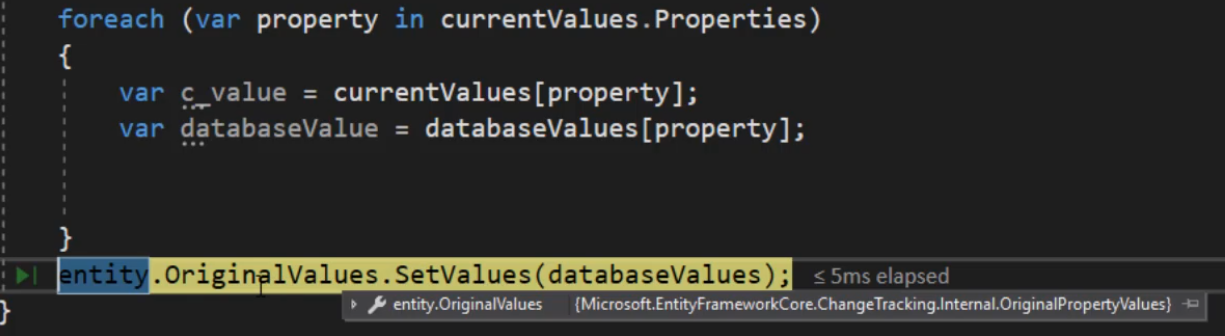 foreach (var property in currentValues.Properties)
{
var c_value = currentValues[property];
var databaseValue = databaseValues[property];
}
entity.OriginalValues.SetValues(databaseValues); ≤ 5ms elapsed
entity.OriginalValues {Microsoft.EntityFrameworkCore.ChangeTracking.Internal.OriginalPropertyValues}
}